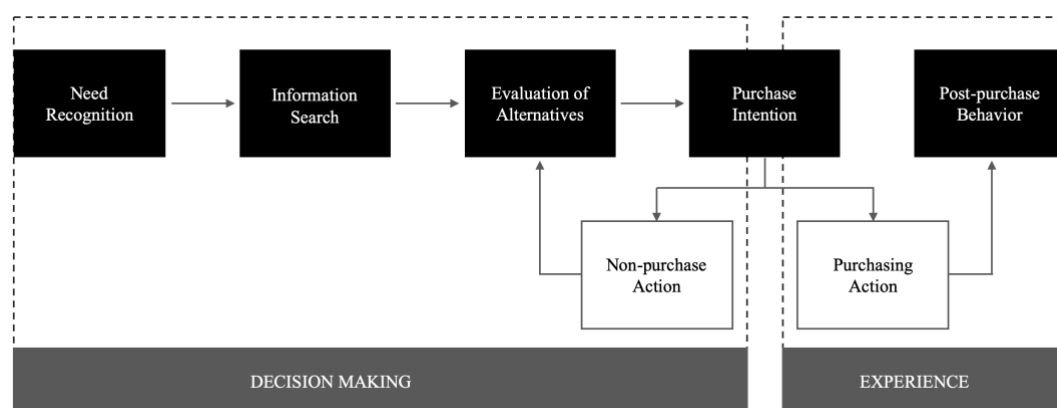 Need
Recognition
Information
Search
Evaluation of
Alternatives
Purchase
Intention
Post-purchase
Behavior
Non-purchase
Action
Purchasing
Action
DECISION MAKING
EXPERIENCE